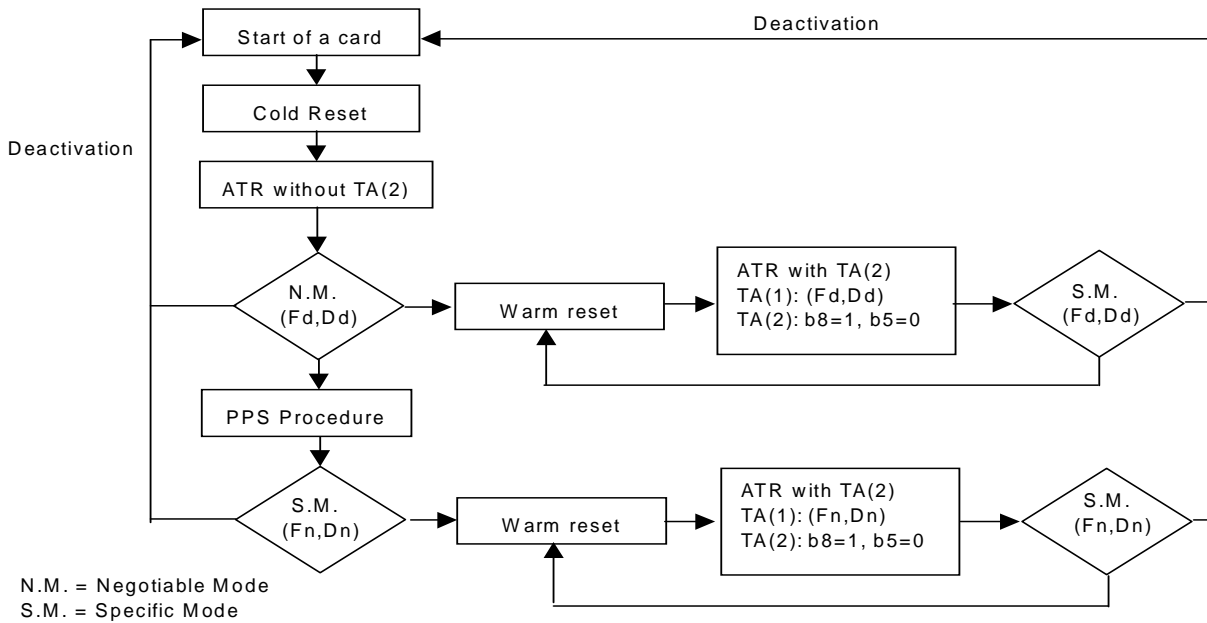 Deactivation
Start of a card
Cold Reset
Deactivation
ATR without TA(2)
N.M.
(Fd,Dd)
Warm reset
ATR with TA(2)
TA(1): (Fd,Dd)
TA(2): b8=1, b5=0
S.M.
(Fd,Dd)
PPS Procedure
S.M.
(Fn,Dn)
Warm reset
ATR with TA(2)
TA(1): (Fn,Dn)
TA(2): b8=1, b5=0
S.M.
(Fn,Dn)
N.M. = Negotiable Mode
S.M. = Specific Mode